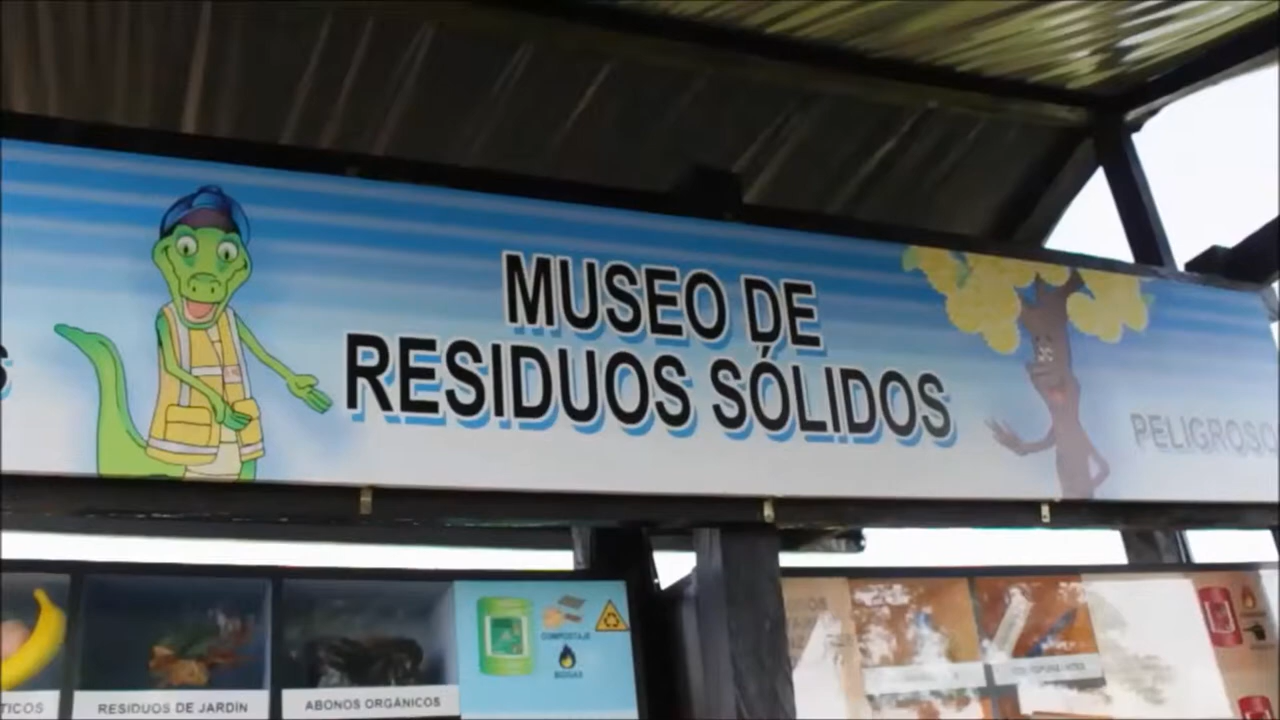 MUSEO DE
RESIDUOS SÓLIDOS
PELIGROSO
TICOS
RESIDUOS DE JARDÍN
ABONOS ORGÁNICOS
COMPOSTAJE
BIOGAS